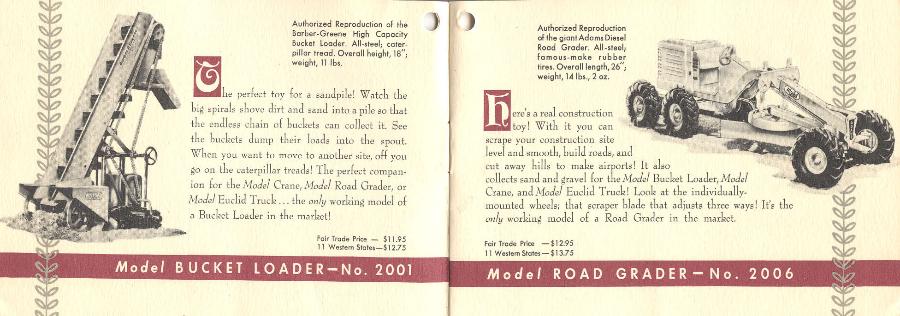 Authorized Reproduction of the
Barber-Greene High Capacity
Bucket Loader. All-steel; cater-
pillar tread. Overall height, 18";
weight, 11 lbs.
The perfect toy for a sandpile! Watch the
big spirals shove dirt and sand into a pile so that
the endless chain of buckets can collect it. See
the buckets dump their loads into the spout.
When you want to move to another site, off you
go on the caterpillar treads! The perfect compan-
ion for the Model Crane, Model Road Grader, or
Model Euclid Truck... the only working model of
a Bucket Loader in the market!
Fair Trade Price — $11.95
11 Western States—$12.75
Model BUCKET LOADER—No. 2001
Authorized Reproduction
of the giant Adams Diesel
Road Grader. All-steel;
famous-make rubber
tires. Overall length, 26";
weight, 14 lbs., 2 oz.
Here's a real construction
toy! With it you can
scrape your construction site
level and smooth, build roads, and
cut away hills to make airports! It also
collects sand and gravel for the Model Bucket Loader, Model
Crane, and Model Euclid Truck! Look at the individually-
mounted wheels; that scraper blade that adjusts three ways! It's the
only working model of a Road Grader in the market.
Fair Trade Price —$12.95
11 Western States—$13.75
Model ROAD GRADER—No. 2006